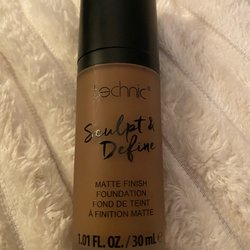 technic
Sculpt &
Define
MATTE FINISH
FOUNDATION
FOND DE TEINT
À FINITION MATTE
1.01 FL. OZ. / 30 ml e